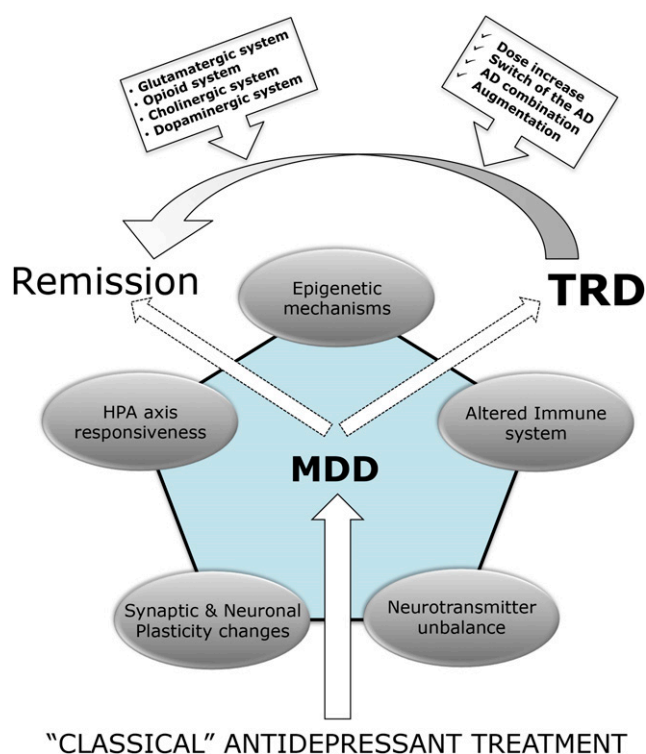 • Glutamatergic system
• Opioid system
• Cholinergic system
• Dopaminergic system
✓ Dose increase
✓ Switch of the AD
✓ AD combination
✓ Augmentation
Remission
TRD
Epigenetic
mechanisms
HPA axis
responsiveness
Altered Immune
system
MDD
Synaptic & Neuronal
Plasticity changes
Neurotransmitter
unbalance
“CLASSICAL” ANTIDEPRESSANT TREATMENT